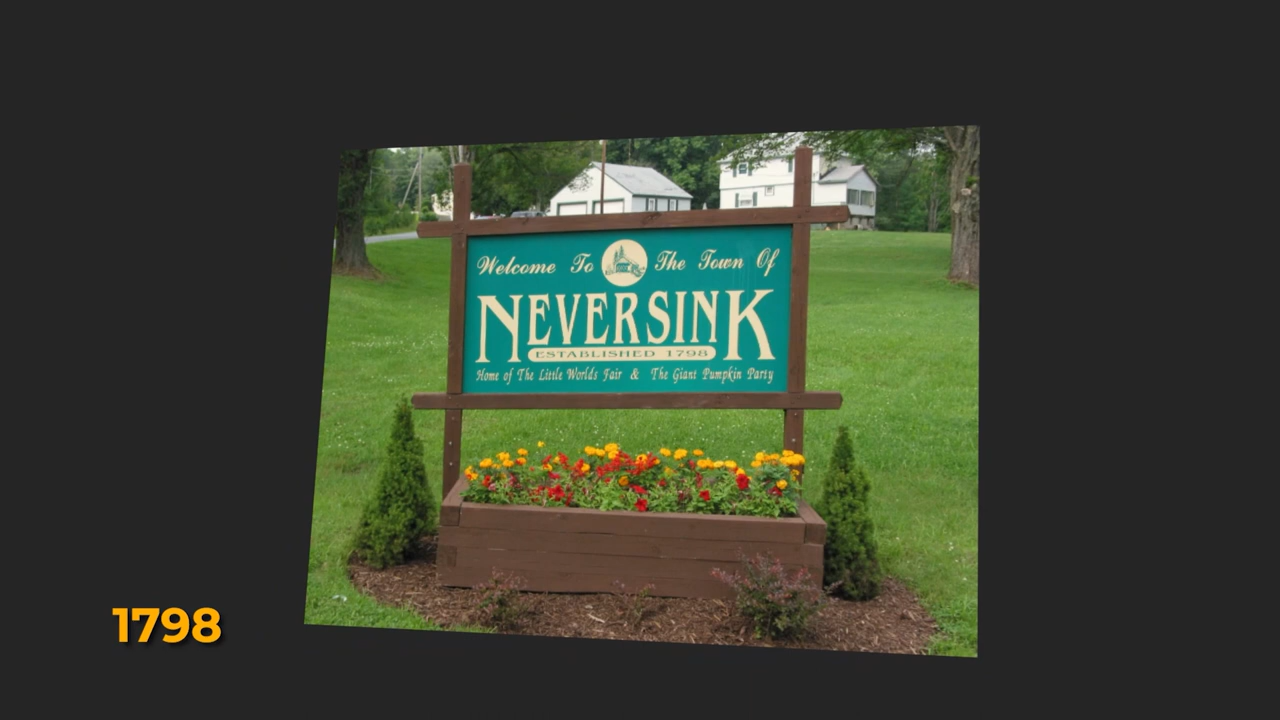 Welcome To The Town Of
NEVERSINK
ESTABLISHED 1798
Home of The Little Worlds Fair & The Giant Pumpkin Party
1798